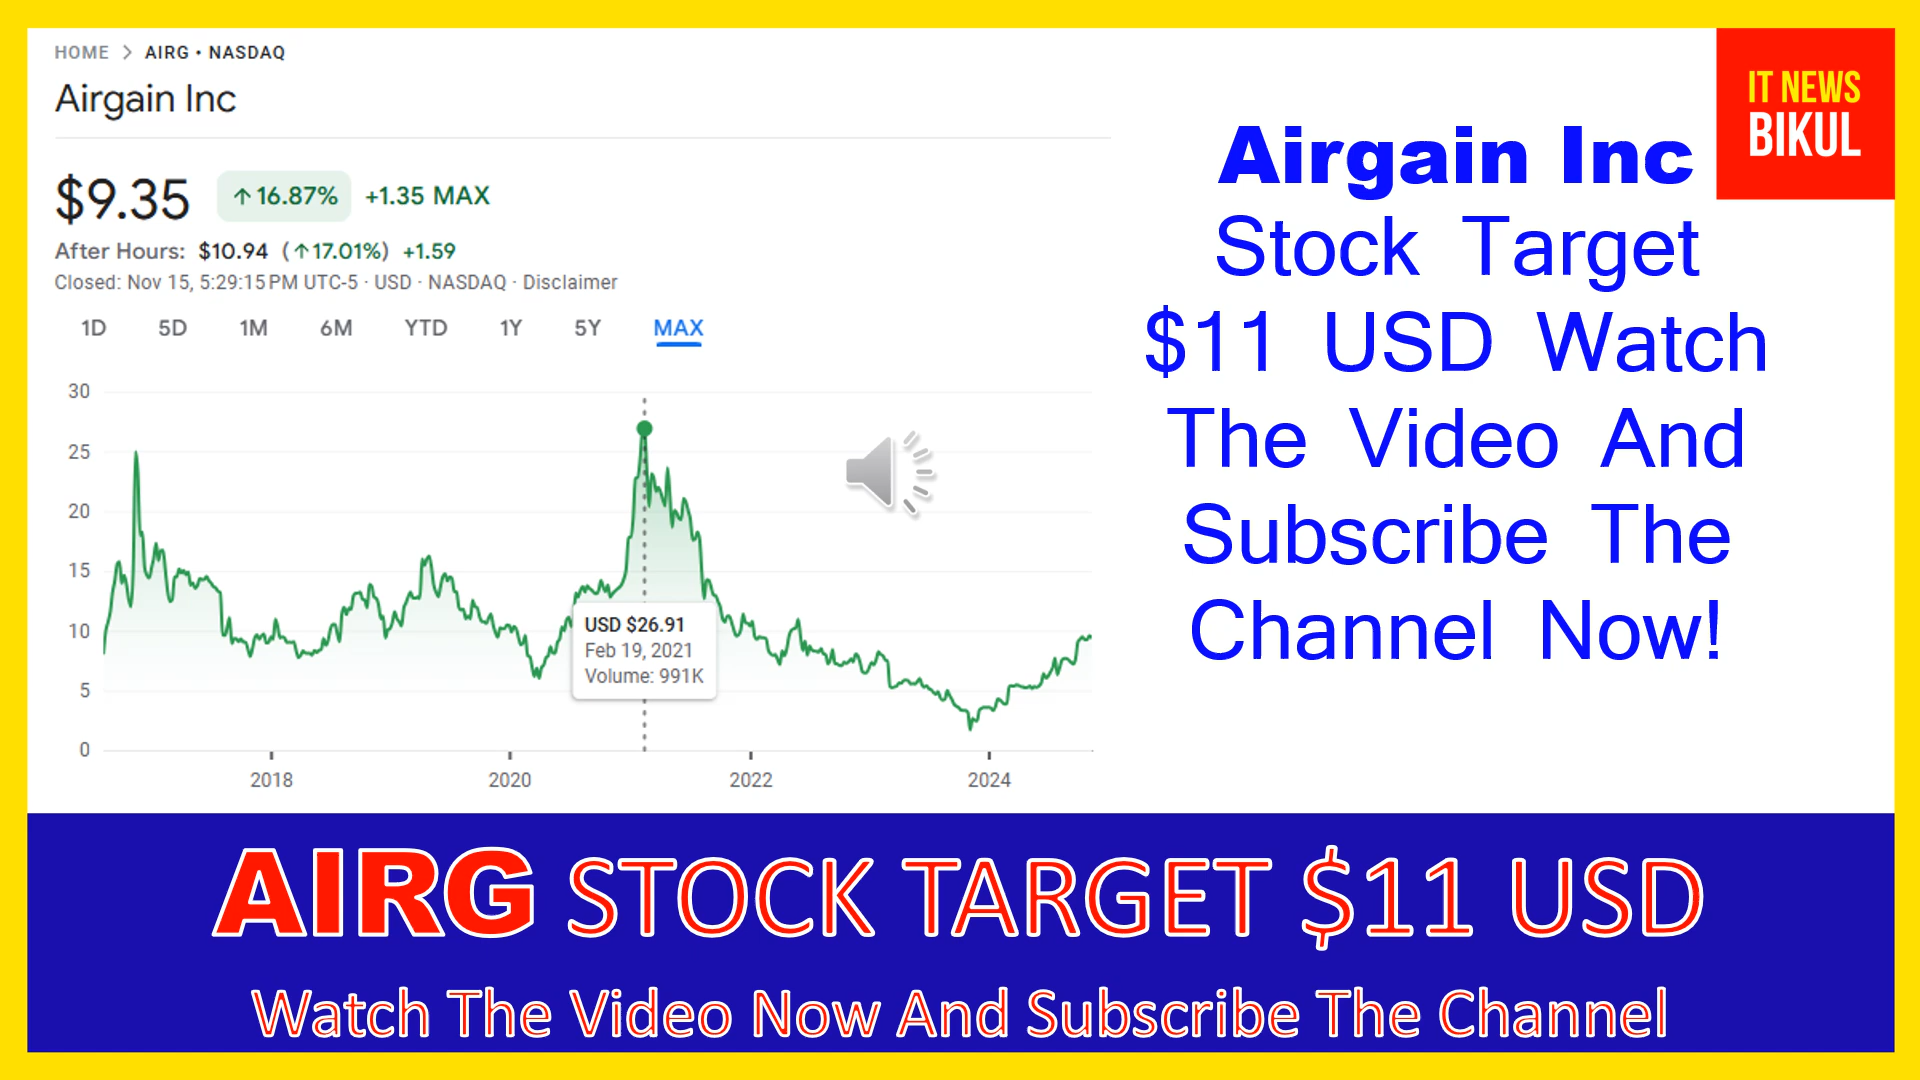 HOME > AIRG • NASDAQ
Airgain Inc
$9.35 ↑16.87% +1.35 MAX
After Hours: $10.94 (↑17.01%) +1.59
Closed: Nov 15, 5:29:15 PM UTC-5 · USD · NASDAQ · Disclaimer
1D 5D 1M 6M YTD 1Y 5Y MAX
30
25
20
15
10
5
0
USD $26.91
Feb 19, 2021
Volume: 991K
2018 2020 2022 2024
IT NEWS
BIKUL
Airgain Inc
Stock Target
$11 USD Watch
The Video And
Subscribe The
Channel Now!
AIRG STOCK TARGET $11 USD
Watch The Video Now And Subscribe The Channel